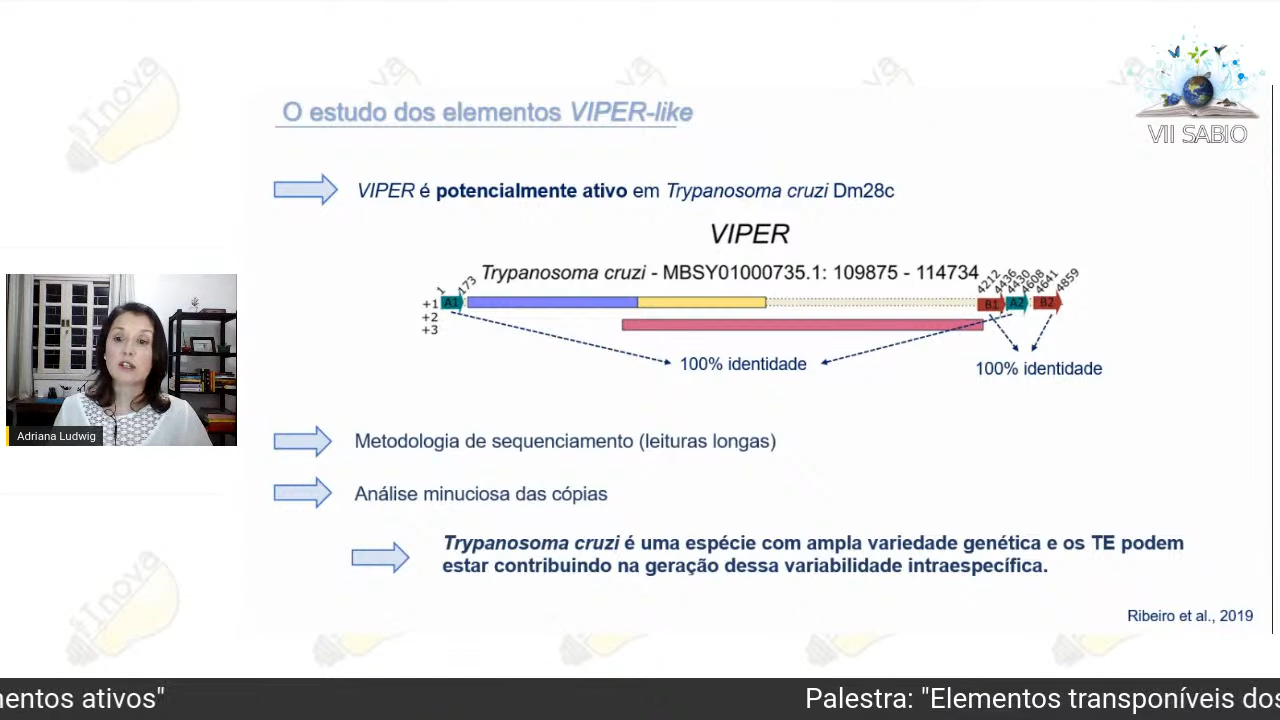 O estudo dos elementos VIPER-like
VII SABIO
VIPER é potencialmente ativo em Trypanosoma cruzi Dm28c
VIPER
Trypanosoma cruzi - MBSY01000735.1: 109875 - 114734
1 173 4212 4436 4430 4608 4641 4859
+1 A1 B1 A2 B2
+2
+3
100% identidade 100% identidade
Adriana Ludwig
Metodologia de sequenciamento (leituras longas)
Análise minuciosa das cópias
Trypanosoma cruzi é uma espécie com ampla variedade genética e os TE podem
estar contribuindo na geração dessa variabilidade intraespecífica.
Ribeiro et al., 2019
mentos ativos" Palestra: "Elementos transponíveis dos